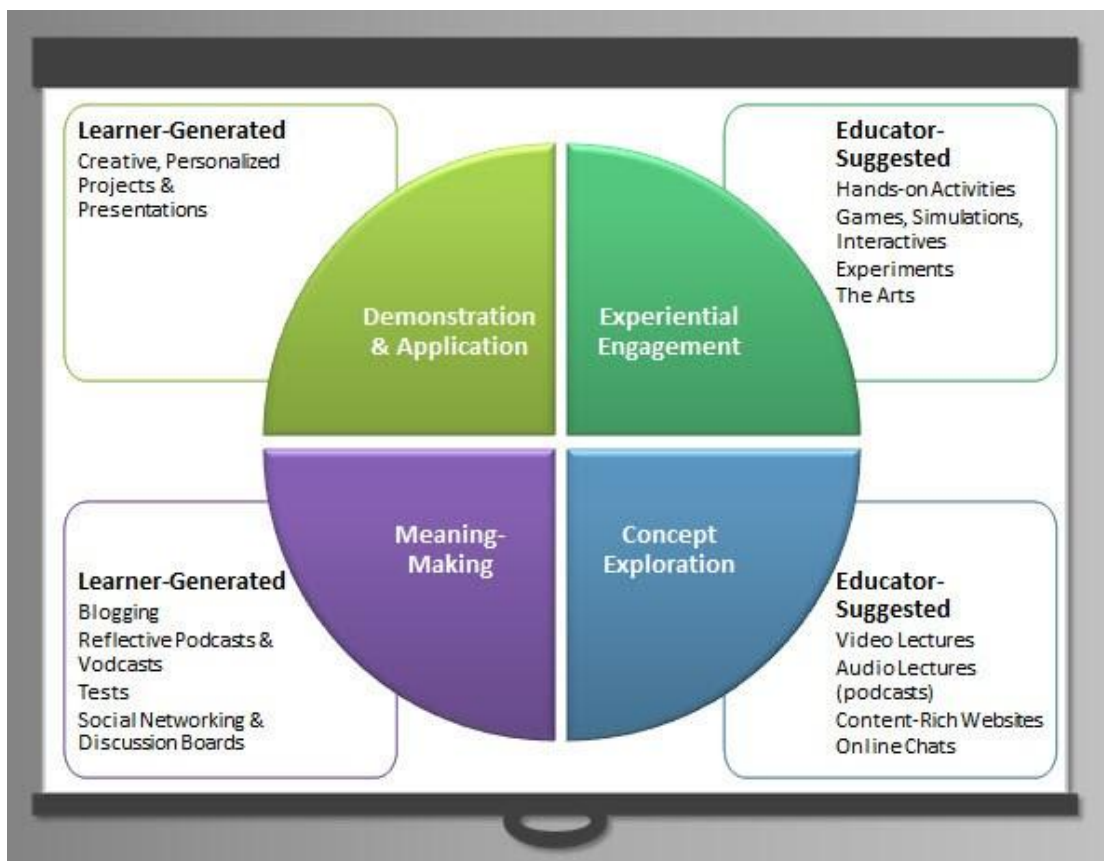 Learner-Generated
Creative, Personalized
Projects &
Presentations
Educator-
Suggested
Hands-on Activities
Games, Simulations,
Interactives
Experiments
The Arts
Demonstration
& Application
Experiential
Engagement
Meaning-
Making
Concept
Exploration
Learner-Generated
Blogging
Reflective Podcasts &
Vodcasts
Tests
Social Networking &
Discussion Boards
Educator-
Suggested
Video Lectures
Audio Lectures
(podcasts)
Content-Rich Websites
Online Chats